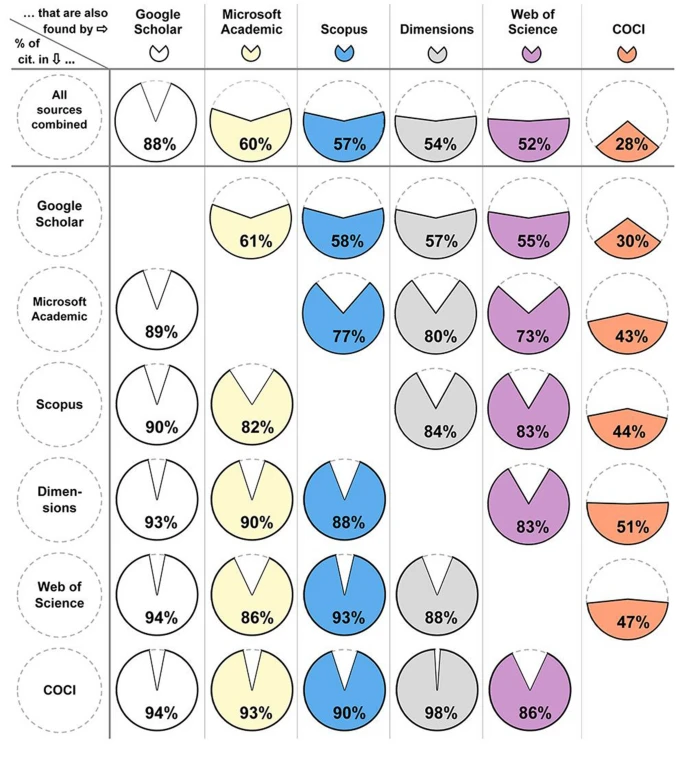 ... that are also
found by ⇨
% of
cit. in ⇩ ...
Google
Scholar
Microsoft
Academic
Scopus
Dimensions
Web of
Science
COCI
All
sources
combined
88%
60%
57%
54%
52%
28%
Google
Scholar
61%
58%
57%
55%
30%
Microsoft
Academic
89%
77%
80%
73%
43%
Scopus
90%
82%
84%
83%
44%
Dimen-
sions
93%
90%
88%
83%
51%
Web of
Science
94%
86%
93%
88%
47%
COCI
94%
93%
90%
98%
86%